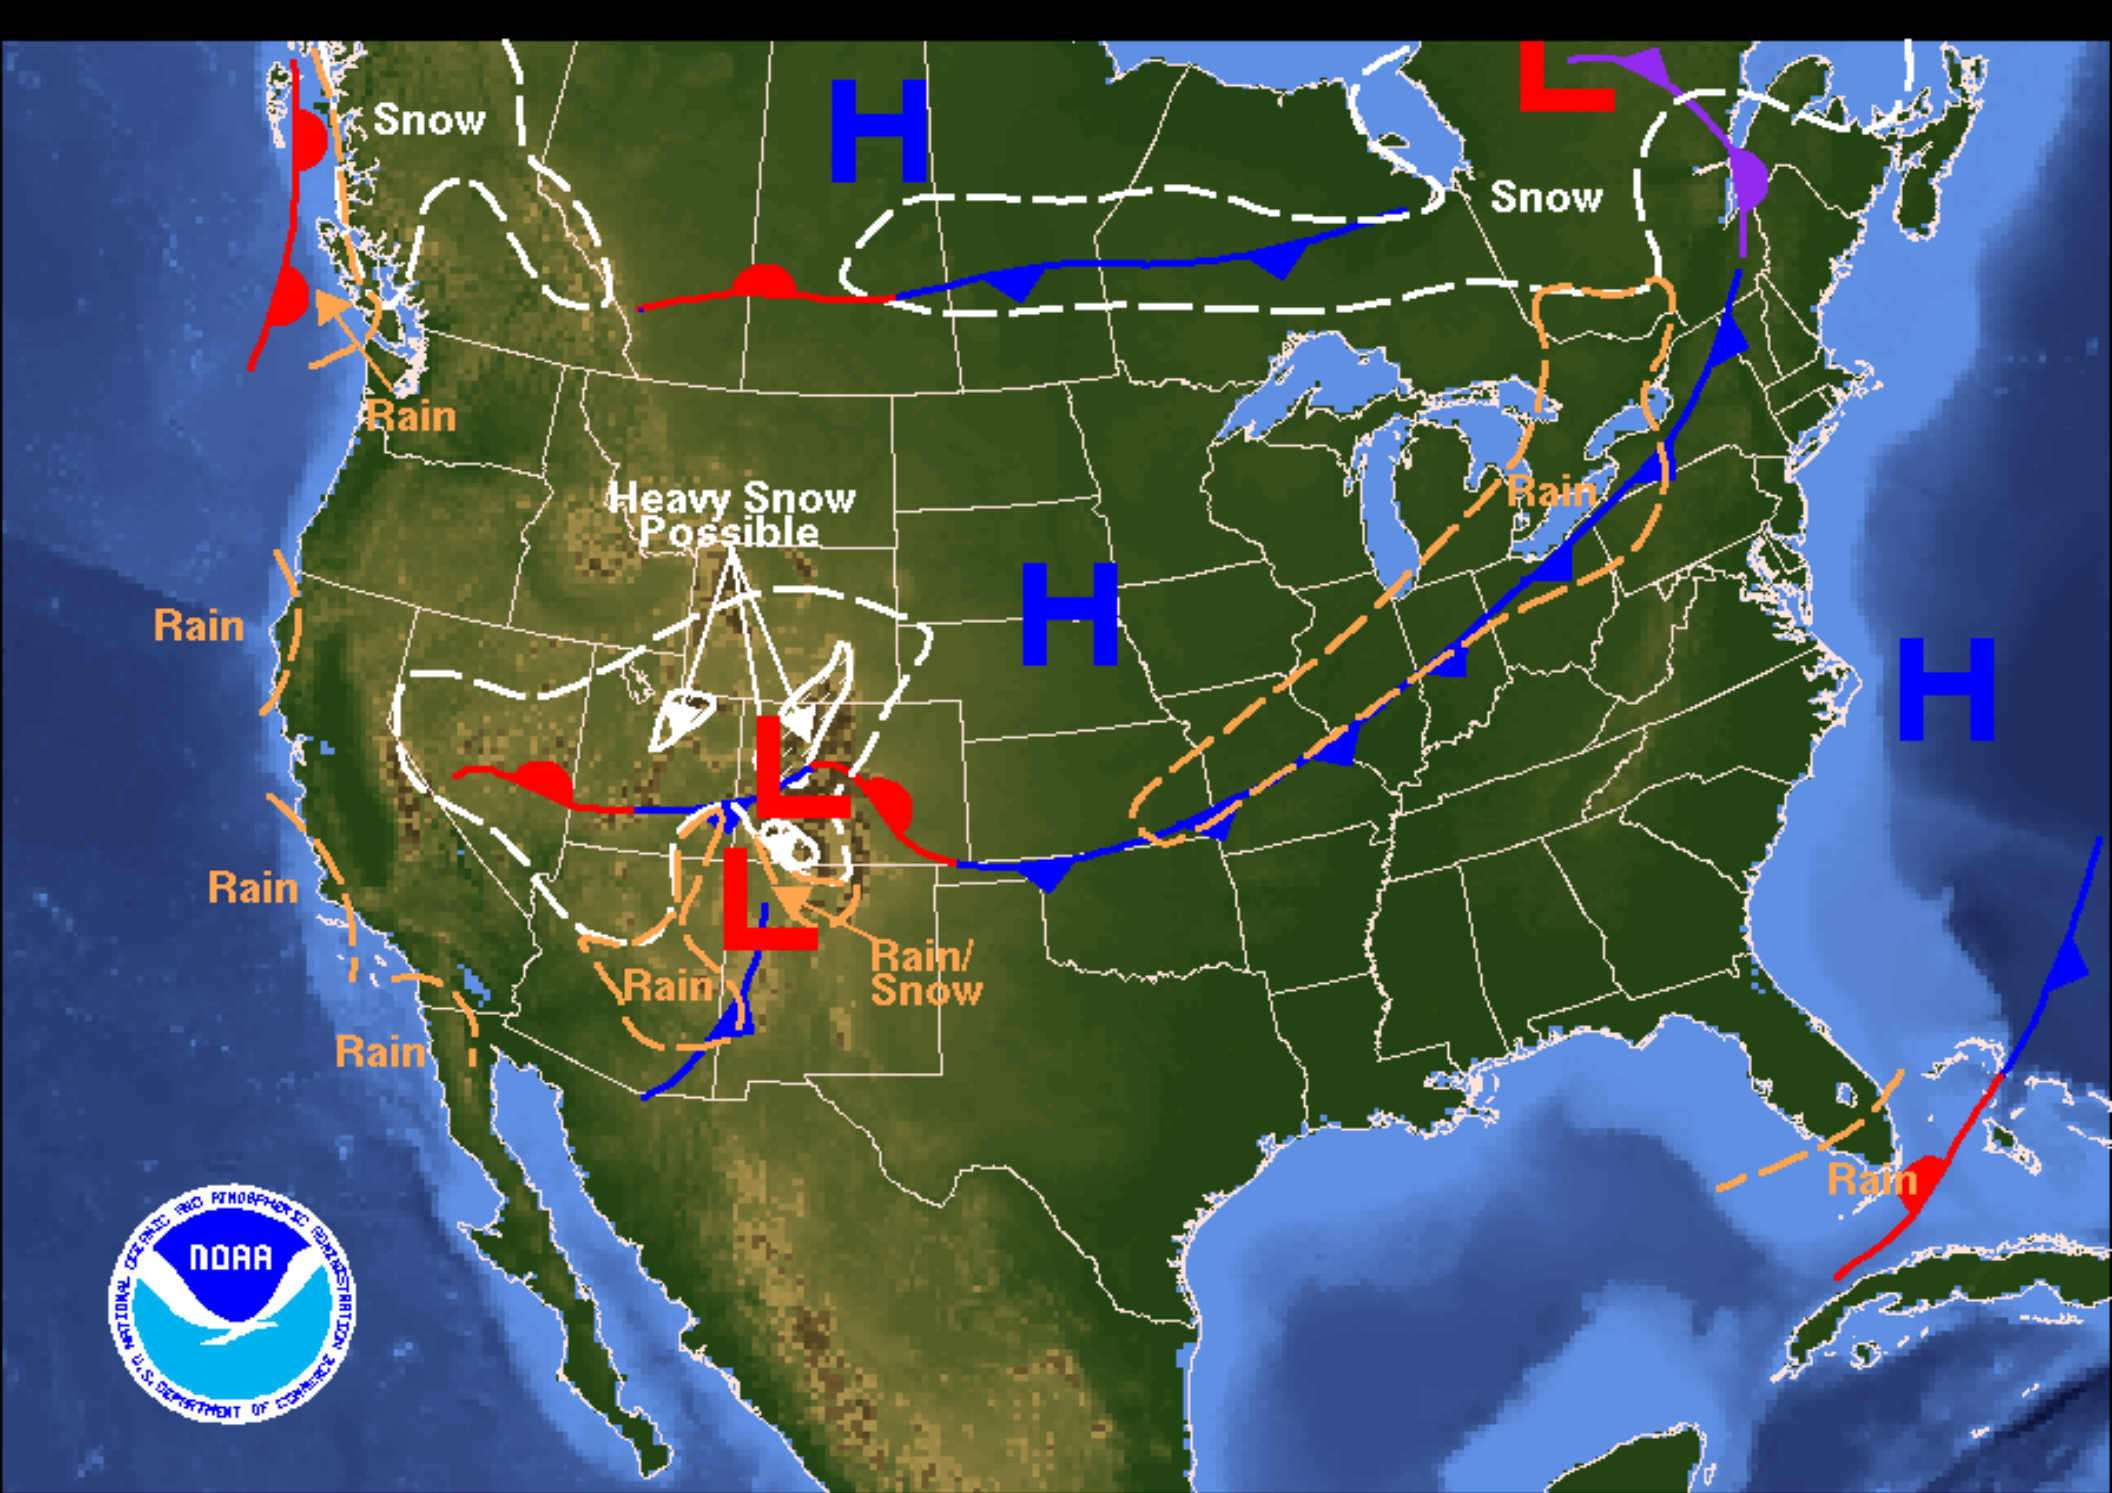 L
H
Snow
Snow
Rain
Heavy Snow
Possible
Rain
H
Rain
H
L
Rain
L
Rain/
Snow
Rain
Rain
Rain
NATIONAL OCEANIC AND ATMOSPHERIC ADMINISTRATION
NOAA
U.S. DEPARTMENT OF COMMERCE